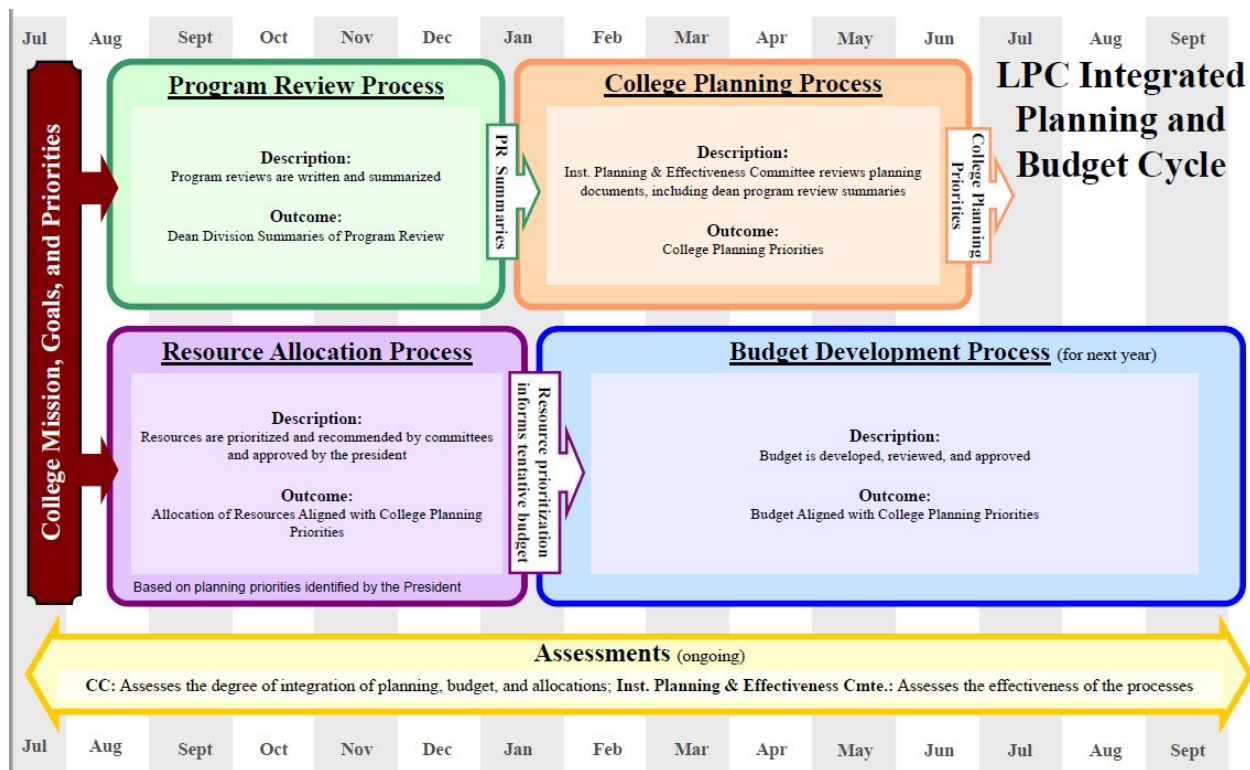 Jul Aug Sept Oct Nov Dec Jan Feb Mar Apr May Jun Jul Aug Sept
College Mission, Goals, and Priorities
Program Review Process
Description:
Program reviews are written and summarized
Outcome:
Dean Division Summaries of Program Review
PR Summaries
College Planning Process
Description:
Inst. Planning & Effectiveness Committee reviews planning
documents, including dean program review summaries
Outcome:
College Planning Priorities
College Planning
Priorities
LPC Integrated
Planning and
Budget Cycle
Resource Allocation Process
Description:
Resources are prioritized and recommended by committees
and approved by the president
Outcome:
Allocation of Resources Aligned with College Planning
Priorities
Based on planning priorities identified by the President
Resource prioritization
informs tentative budget
Budget Development Process (for next year)
Description:
Budget is developed, reviewed, and approved
Outcome:
Budget Aligned with College Planning Priorities
Assessments (ongoing)
CC: Assesses the degree of integration of planning, budget, and allocations; Inst. Planning & Effectiveness Cmte.: Assesses the effectiveness of the processes
Jul Aug Sept Oct Nov Dec Jan Feb Mar Apr May Jun Jul Aug Sept